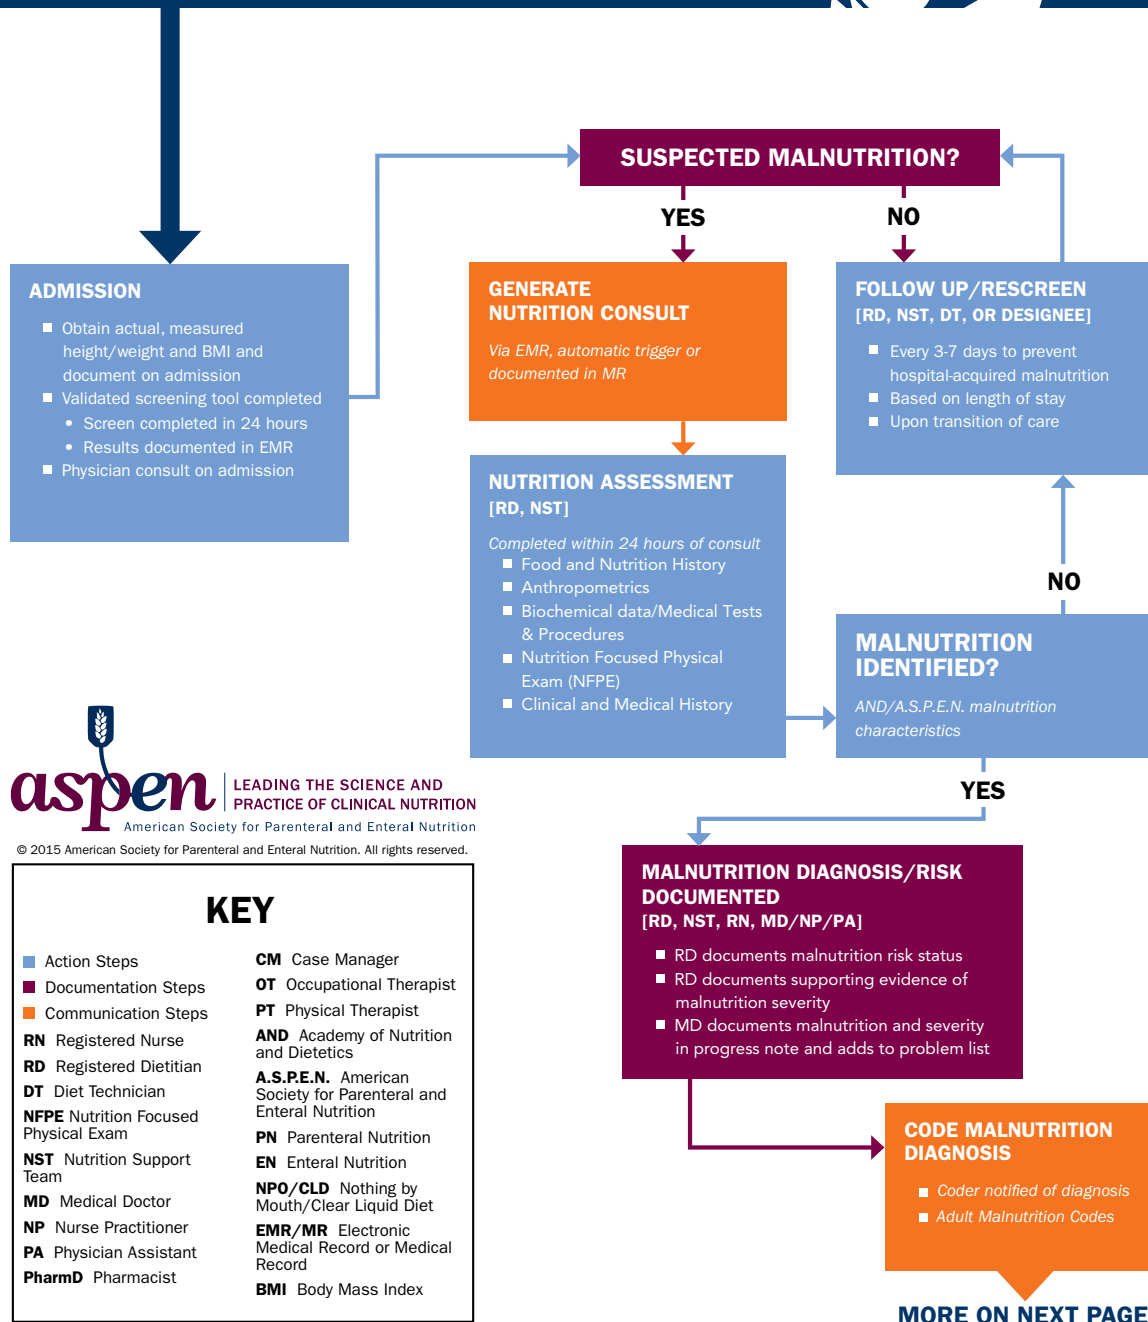 SUSPECTED MALNUTRITION?
YES
NO
ADMISSION
■ Obtain actual, measured
height/weight and BMI and
document on admission
■ Validated screening tool completed
• Screen completed in 24 hours
• Results documented in EMR
■ Physician consult on admission
GENERATE
NUTRITION CONSULT
Via EMR, automatic trigger or
documented in MR
FOLLOW UP/RESCREEN
[RD, NST, DT, OR DESIGNEE]
■ Every 3-7 days to prevent
hospital-acquired malnutrition
■ Based on length of stay
■ Upon transition of care
NUTRITION ASSESSMENT
[RD, NST]
Completed within 24 hours of consult
■ Food and Nutrition History
■ Anthropometrics
■ Biochemical data/Medical Tests
& Procedures
■ Nutrition Focused Physical
Exam (NFPE)
■ Clinical and Medical History
NO
MALNUTRITION
IDENTIFIED?
AND/A.S.P.E.N. malnutrition
characteristics
YES
aspen
LEADING THE SCIENCE AND
PRACTICE OF CLINICAL NUTRITION
American Society for Parenteral and Enteral Nutrition
© 2015 American Society for Parenteral and Enteral Nutrition. All rights reserved.
MALNUTRITION DIAGNOSIS/RISK
DOCUMENTED
[RD, NST, RN, MD/NP/PA]
■ RD documents malnutrition risk status
■ RD documents supporting evidence of
malnutrition severity
■ MD documents malnutrition and severity
in progress note and adds to problem list
KEY
■ Action Steps
■ Documentation Steps
■ Communication Steps
RN Registered Nurse
RD Registered Dietitian
DT Diet Technician
NFPE Nutrition Focused
Physical Exam
NST Nutrition Support
Team
MD Medical Doctor
NP Nurse Practitioner
PA Physician Assistant
PharmD Pharmacist
CM Case Manager
OT Occupational Therapist
PT Physical Therapist
AND Academy of Nutrition
and Dietetics
A.S.P.E.N. American
Society for Parenteral and
Enteral Nutrition
PN Parenteral Nutrition
EN Enteral Nutrition
NPO/CLD Nothing by
Mouth/Clear Liquid Diet
EMR/MR Electronic
Medical Record or Medical
Record
BMI Body Mass Index
CODE MALNUTRITION
DIAGNOSIS
■ Coder notified of diagnosis
■ Adult Malnutrition Codes
MORE ON NEXT PAGE